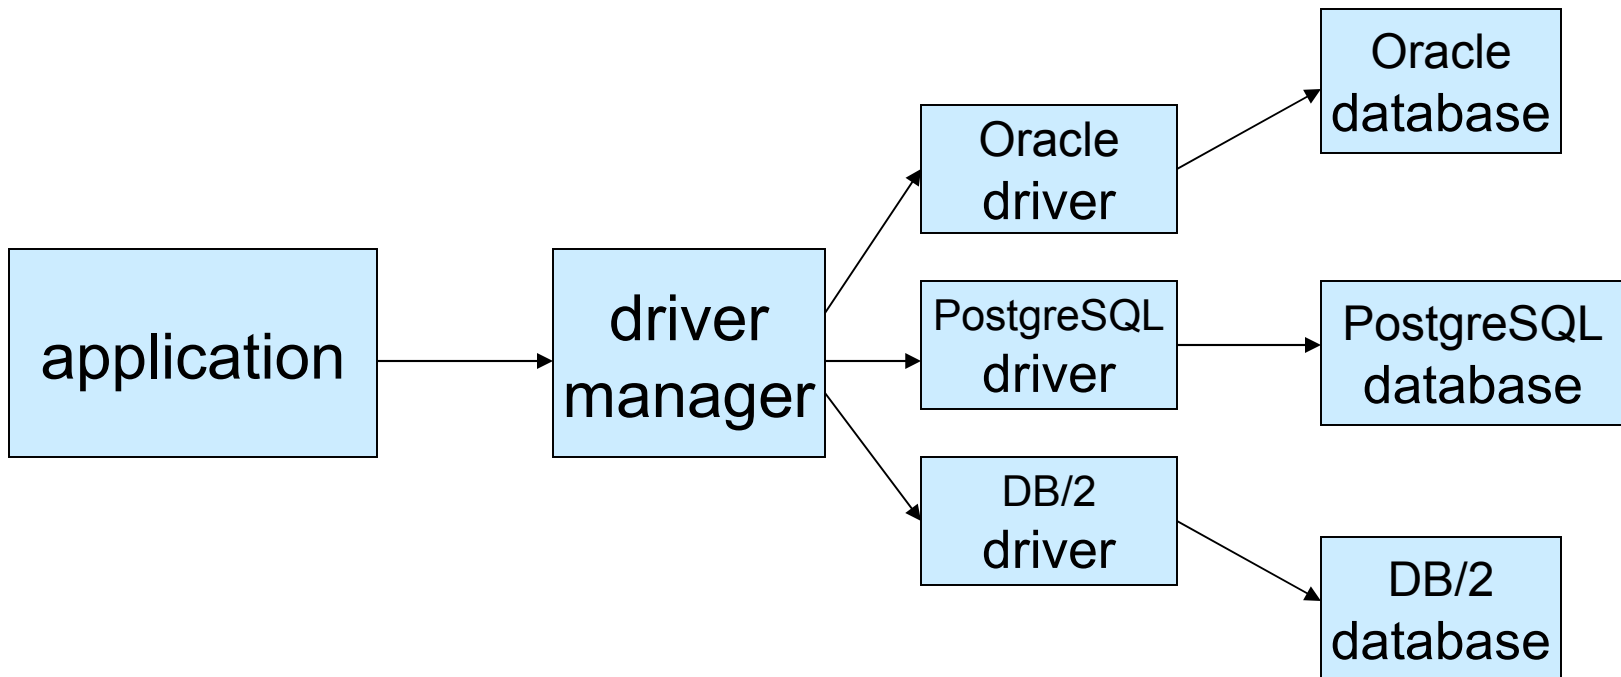 application
driver
manager
Oracle
driver
PostgreSQL
driver
DB/2
driver
Oracle
database
PostgreSQL
database
DB/2
database